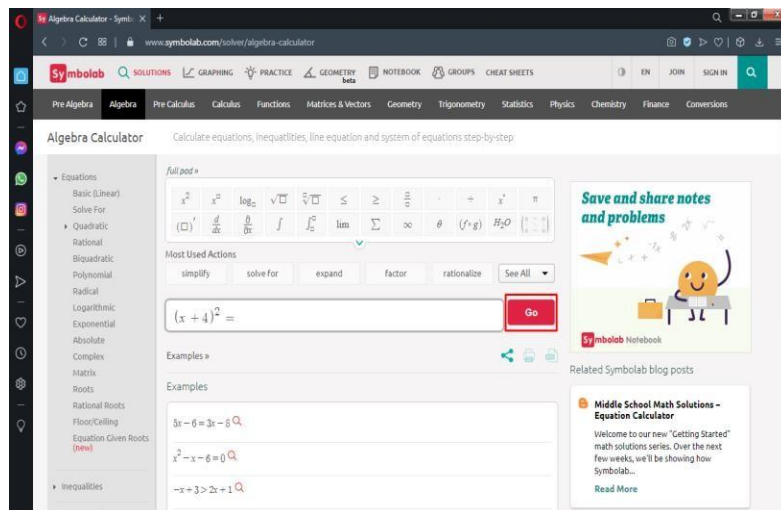 Algebra Calculator - Symb
www.symbolab.com/solver/algebra-calculator
Symbolab SOLUTIONS GRAPHING PRACTICE GEOMETRY beta NOTEBOOK GROUPS CHEAT SHEETS EN JOIN SIGN IN
Pre Algebra Algebra Pre Calculus Calculus Functions Matrices & Vectors Geometry Trigonometry Statistics Physics Chemistry Finance Conversions
Algebra Calculator Calculate equations, inequatlities, line equation and system of equations step-by-step
Equations
Basic (Linear)
Solve For
Quadratic
Rational
Biquadratic
Polynomial
Radical
Logarithmic
Exponential
Absolute
Complex
Matrix
Roots
Rational Roots
Floor/Ceiling
Equation Given Roots
(new)
Inequalities
full pad »
x² x^□ log□ √□ □√□ ≤ ≥ □/□ · ÷ x° π
(□)′ d/dx ∂/∂x ∫ ∫□□ lim Σ ∞ θ (f∘g) H₂O
Most Used Actions
simplify solve for expand factor rationalize See All
(x + 4)² =
Go
Examples »
Examples
5x − 6 = 3x − 8
x² − x − 6 = 0
−x + 3 > 2x + 1
Save and share notes
and problems
Symbolab Notebook
Related Symbolab blog posts
Middle School Math Solutions –
Equation Calculator
Welcome to our new "Getting Started"
math solutions series. Over the next
few weeks, we'll be showing how
Symbolab...
Read More